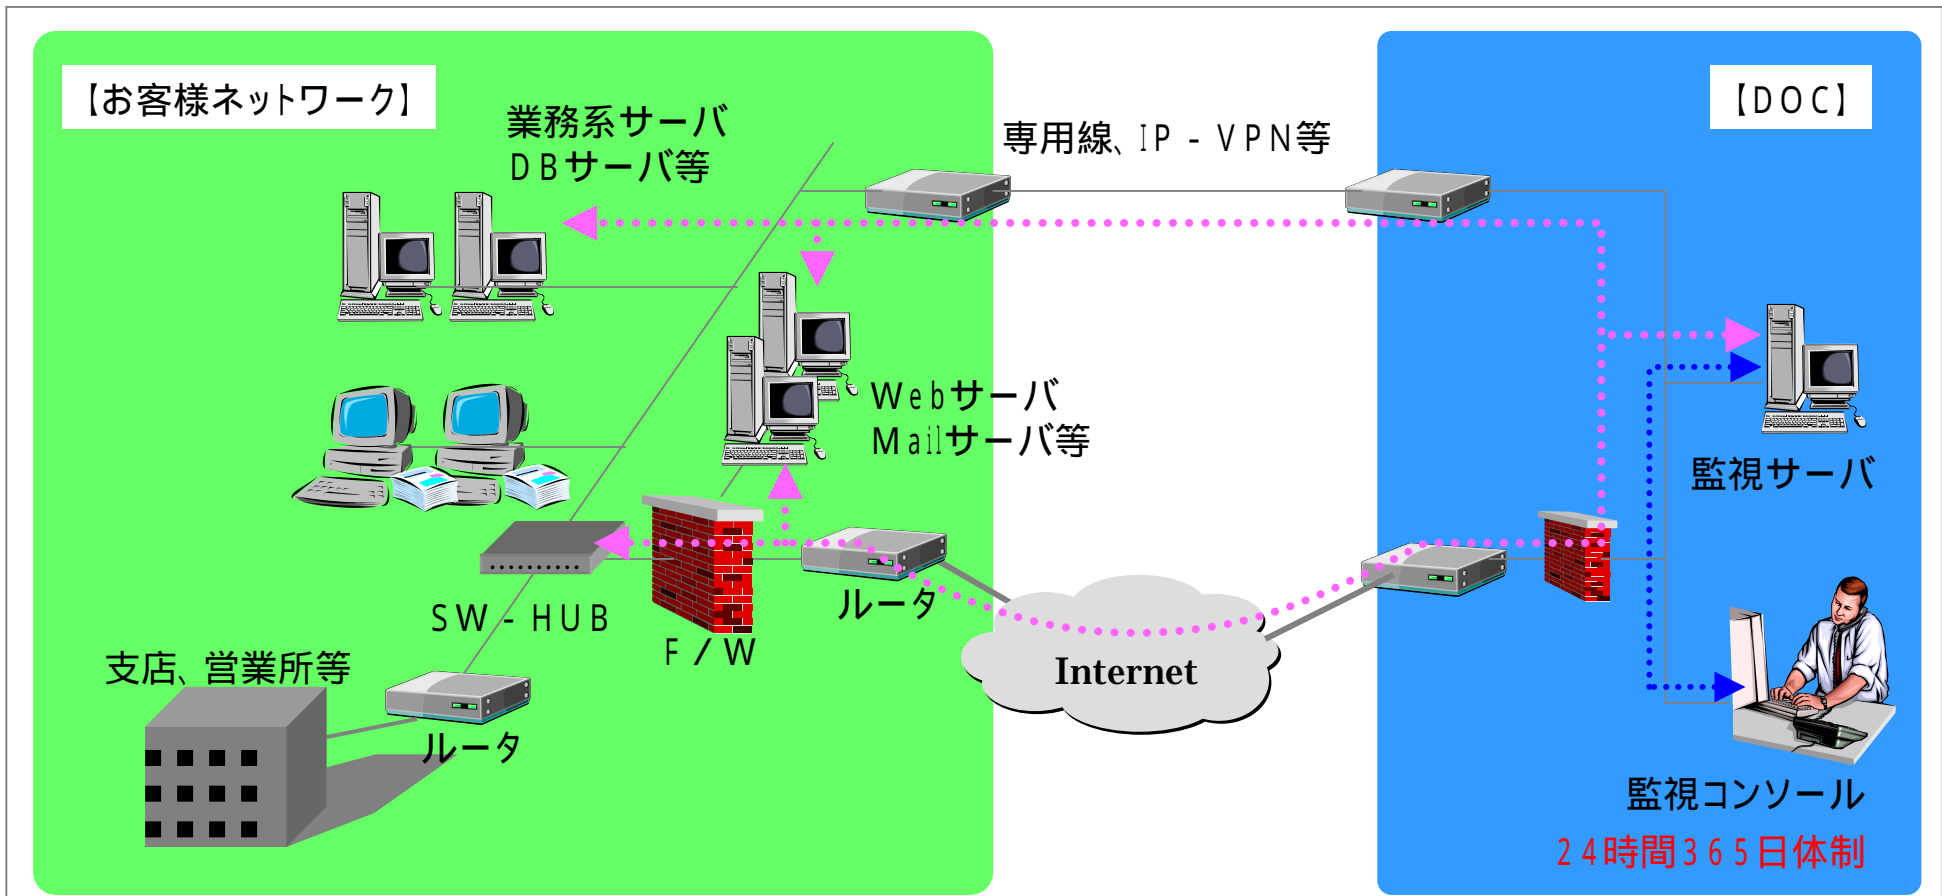 【お客様ネットワーク】
業務系サーバ
DBサーバ等
専用線、IP-VPN等
【DOC】
Webサーバ
Mailサーバ等
監視サーバ
SW-HUB
F/W
ルータ
Internet
支店、営業所等
ルータ
監視コンソール
24時間365日体制